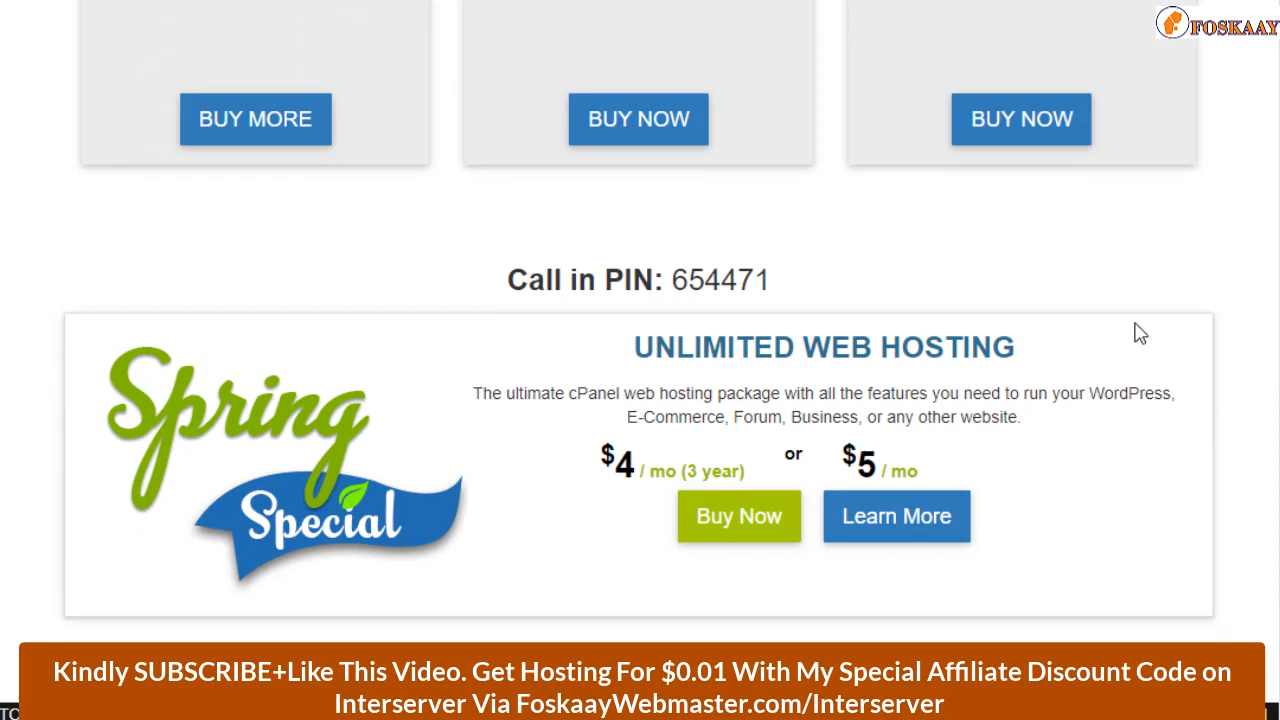 FOSKAAY
BUY MORE
BUY NOW
BUY NOW
Call in PIN: 654471
Spring
Special
UNLIMITED WEB HOSTING
The ultimate cPanel web hosting package with all the features you need to run your WordPress,
E-Commerce, Forum, Business, or any other website.
$4 / mo (3 year) or $5 / mo
Buy Now
Learn More
Kindly SUBSCRIBE+Like This Video. Get Hosting For $0.01 With My Special Affiliate Discount Code on
Interserver Via FoskaayWebmaster.com/Interserver